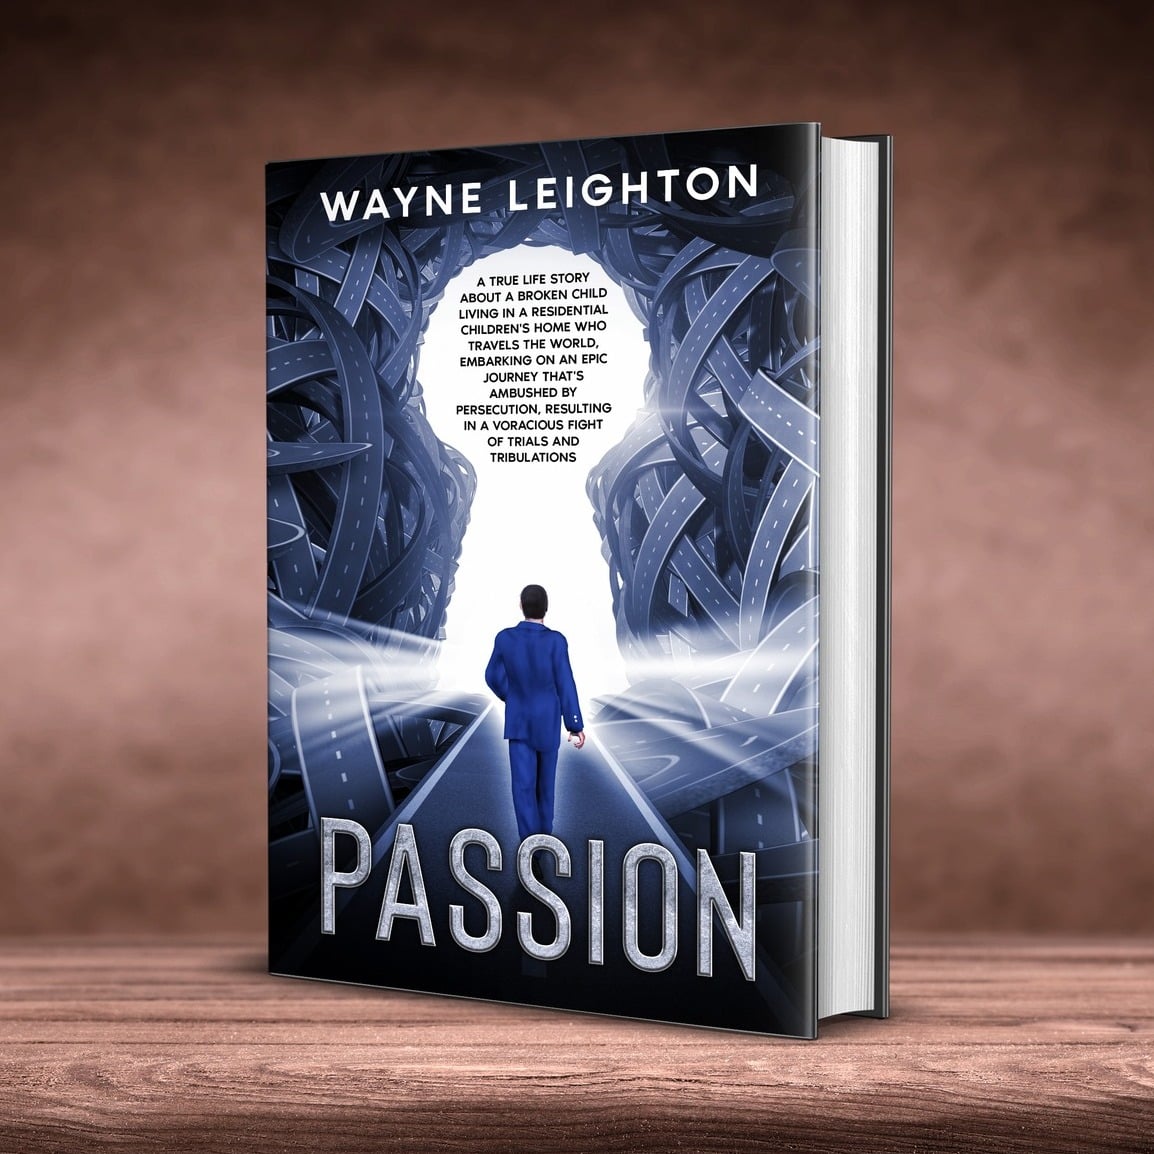 WAYNE LEIGHTON
A TRUE LIFE STORY
ABOUT A BROKEN CHILD
LIVING IN A RESIDENTIAL
CHILDREN'S HOME WHO
TRAVELS THE WORLD,
EMBARKING ON AN EPIC
JOURNEY THAT'S
AMBUSHED BY
PERSECUTION, RESULTING
IN A VORACIOUS FIGHT
OF TRIALS AND
TRIBULATIONS
PASSION